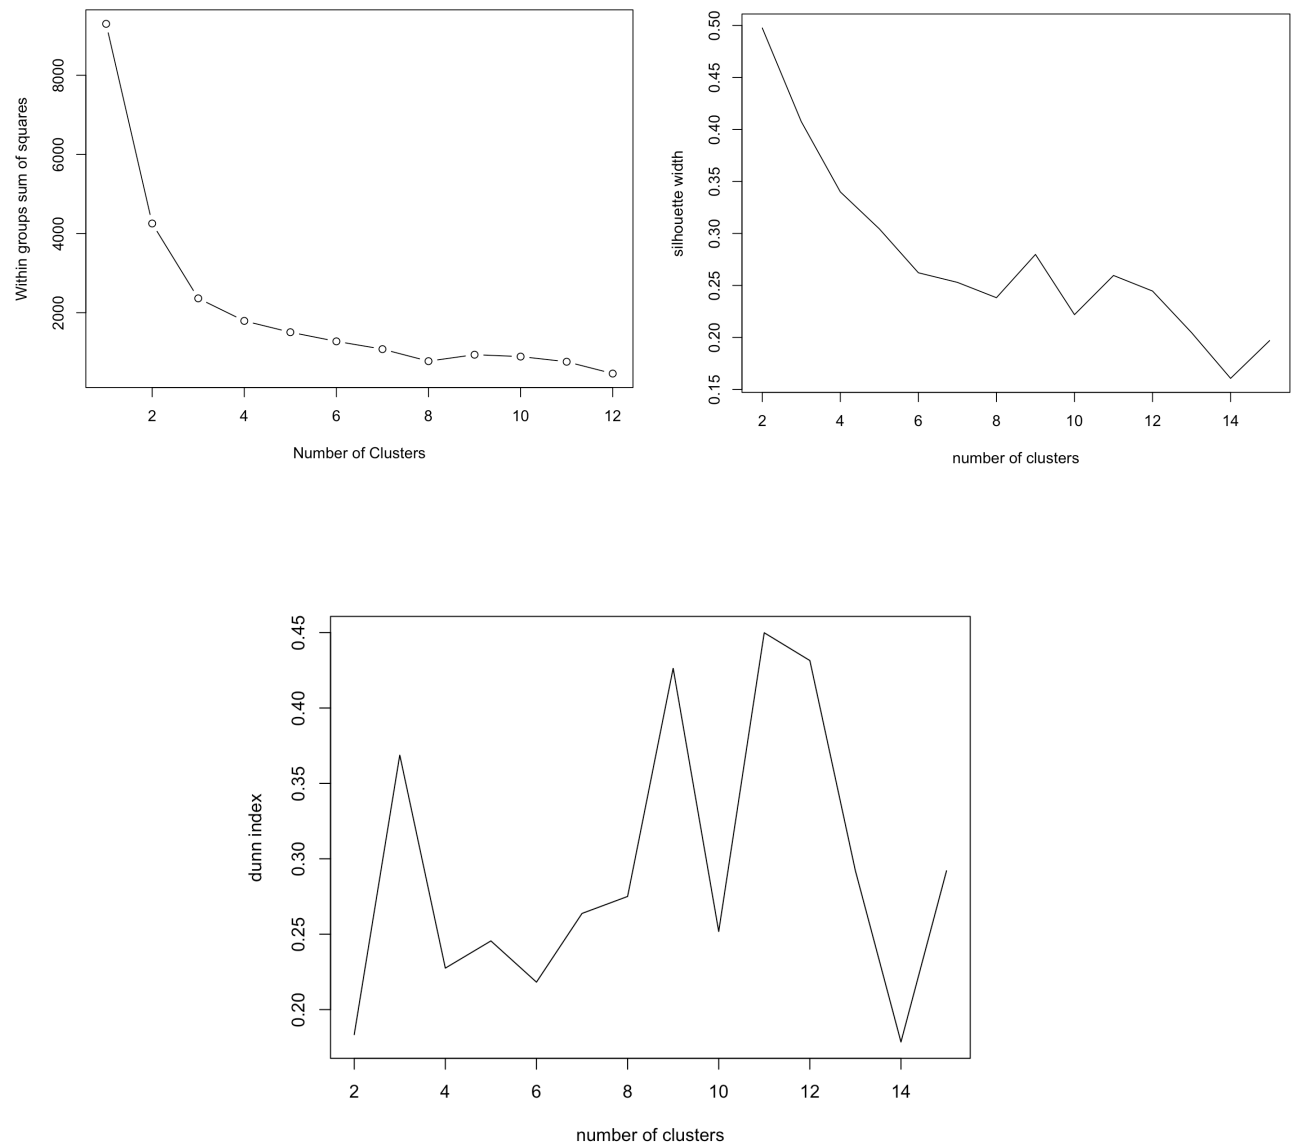 Within groups sum of squares
8000
6000
4000
2000
2 4 6 8 10 12
Number of Clusters
silhouette width
0.50
0.45
0.40
0.35
0.30
0.25
0.20
0.15
2 4 6 8 10 12 14
number of clusters
dunn index
0.45
0.40
0.35
0.30
0.25
0.20
2 4 6 8 10 12 14
number of clusters